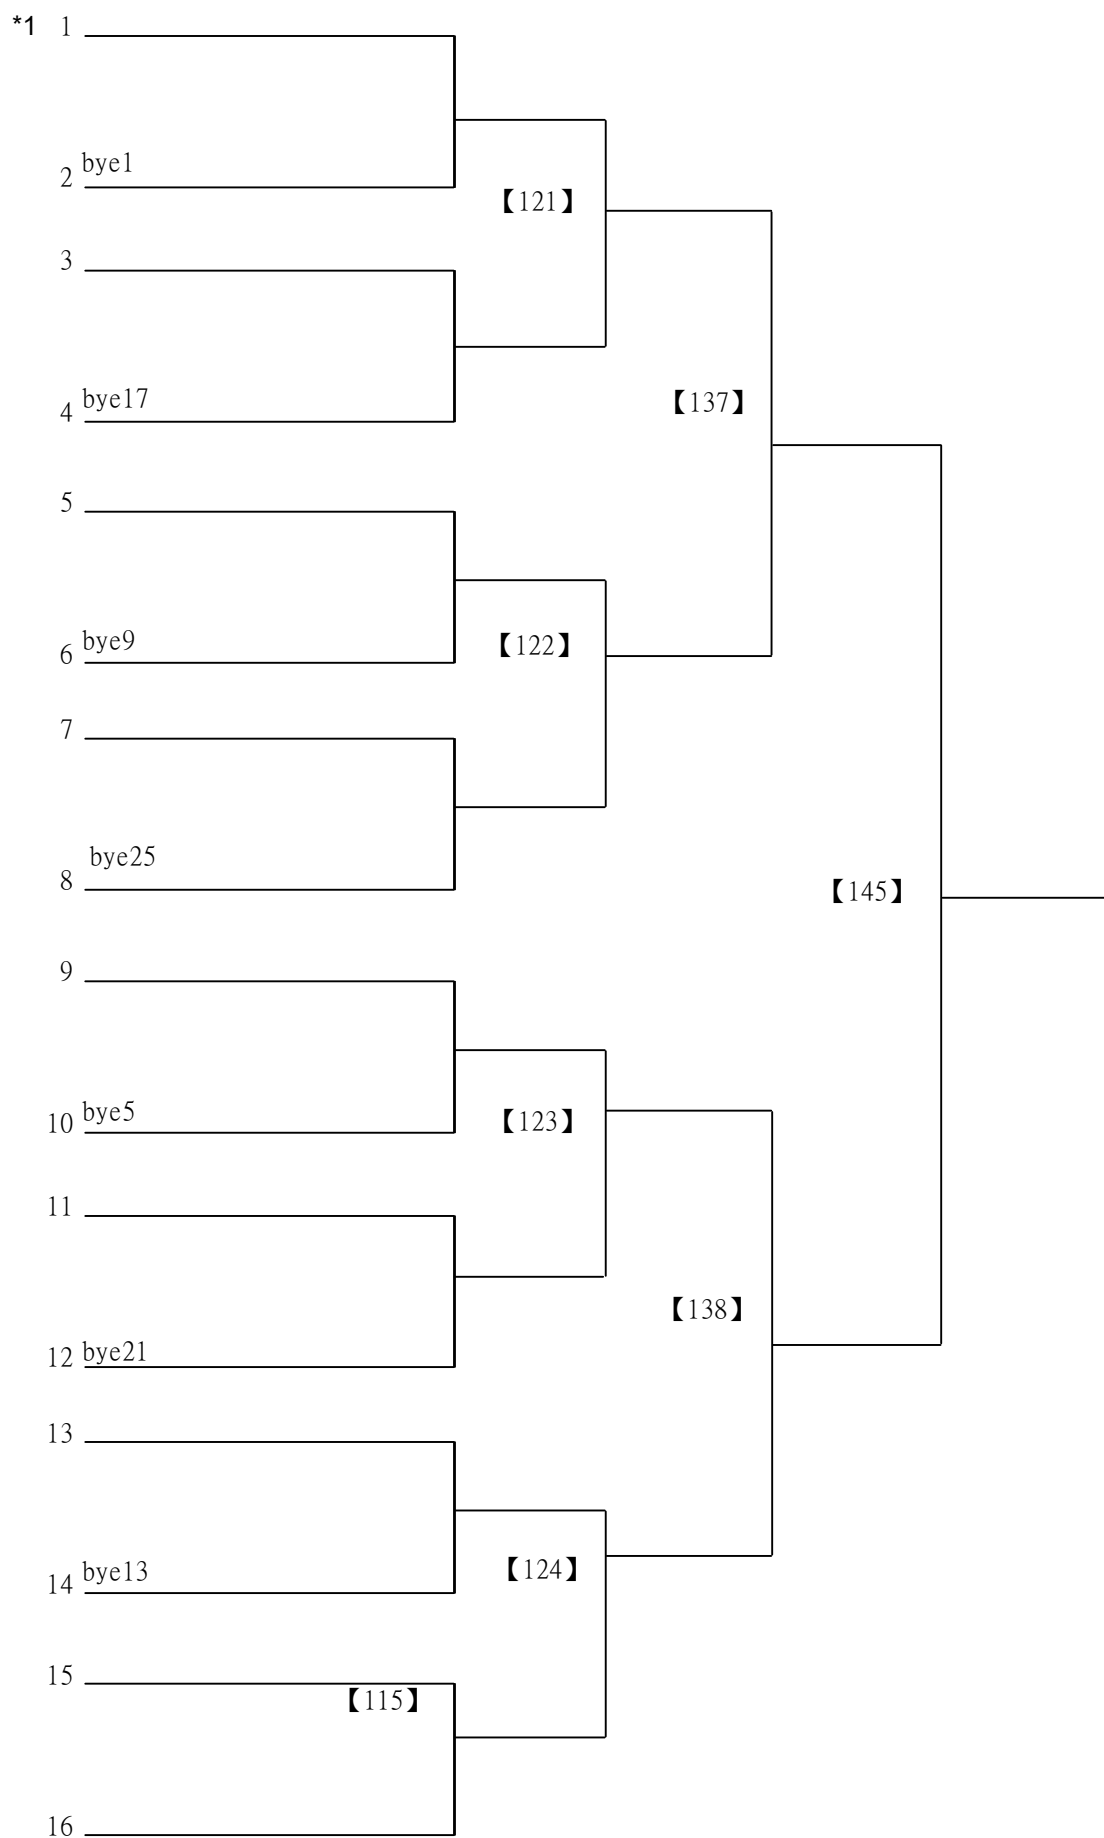 *1 1
2 bye1
【121】
3
4 bye17
【137】
5
6 bye9
【122】
7
8 bye25
【145】
9
10 bye5
【123】
11
【138】
12 bye21
13
14 bye13
【124】
15
【115】
16